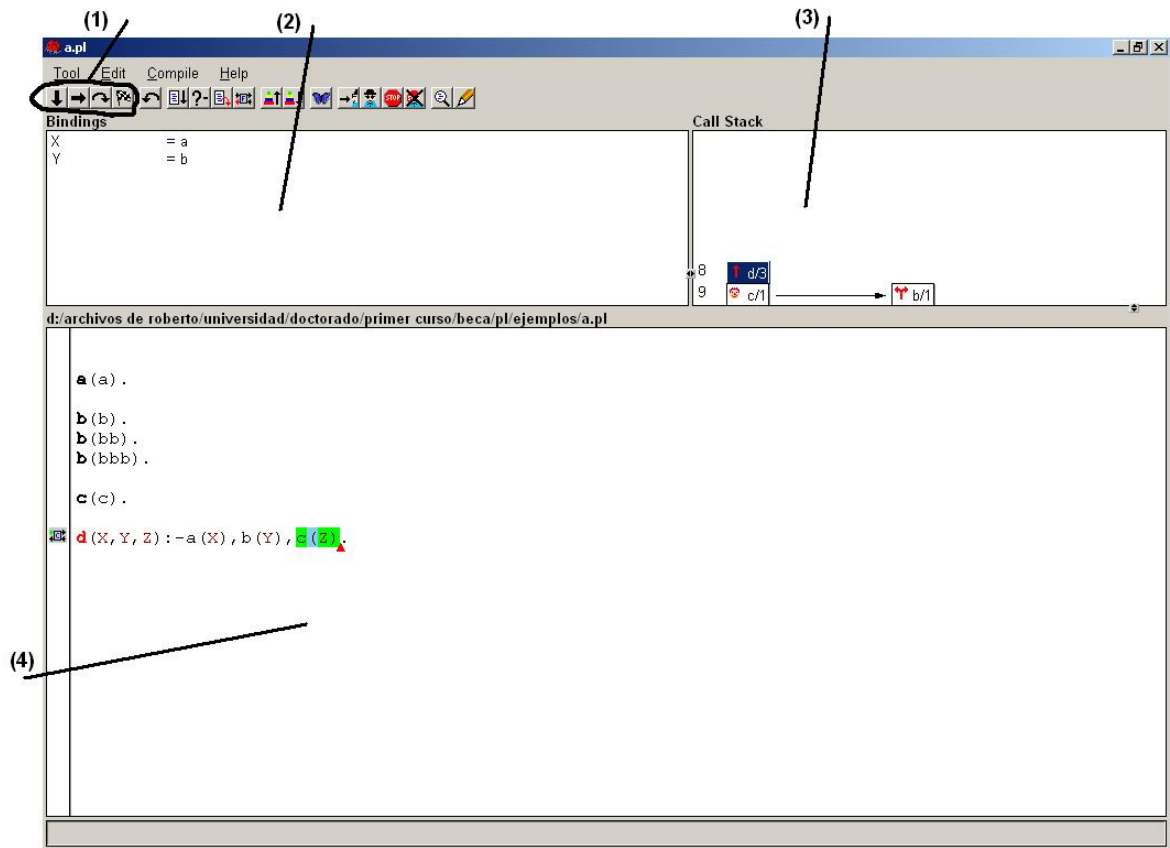 (1)
(2)
(3)
a.pl
Tool Edit Compile Help
?-
STOP
Bindings
X = a
Y = b
Call Stack
8 d/3
9 c/1 b/1
d:/archivos de roberto/universidad/doctorado/primer curso/beca/pl/ejemplos/a.pl
a(a).
b(b).
b(bb).
b(bbb).
c(c).
d(X,Y,Z):-a(X),b(Y),c(Z).
(4)